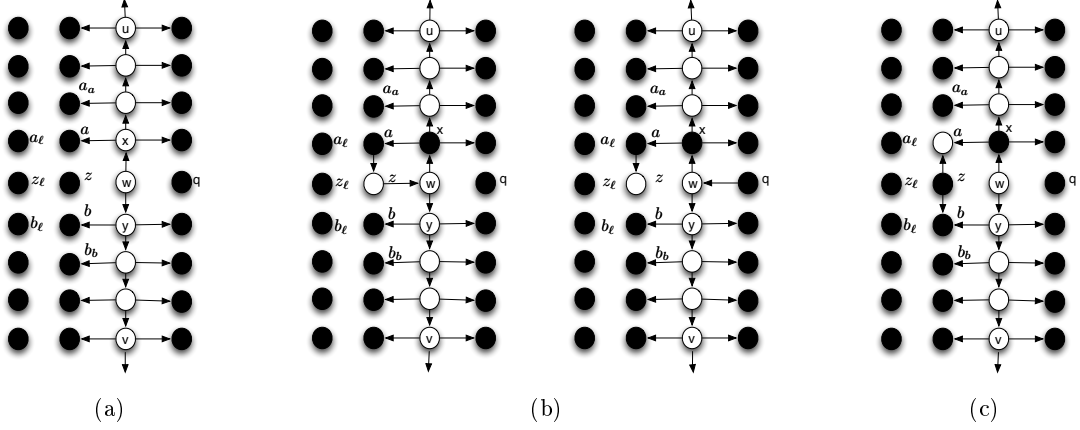 u u u u
a_a a_a a_a a_a
a_ℓ a x a_ℓ a x a_ℓ a x a_ℓ a x
z_ℓ z w q z_ℓ z w q z_ℓ z w q z_ℓ z w q
b_ℓ b y b_ℓ b y b_ℓ b y b_ℓ b y
b_b b_b b_b b_b
v v v v
(a) (b) (c)